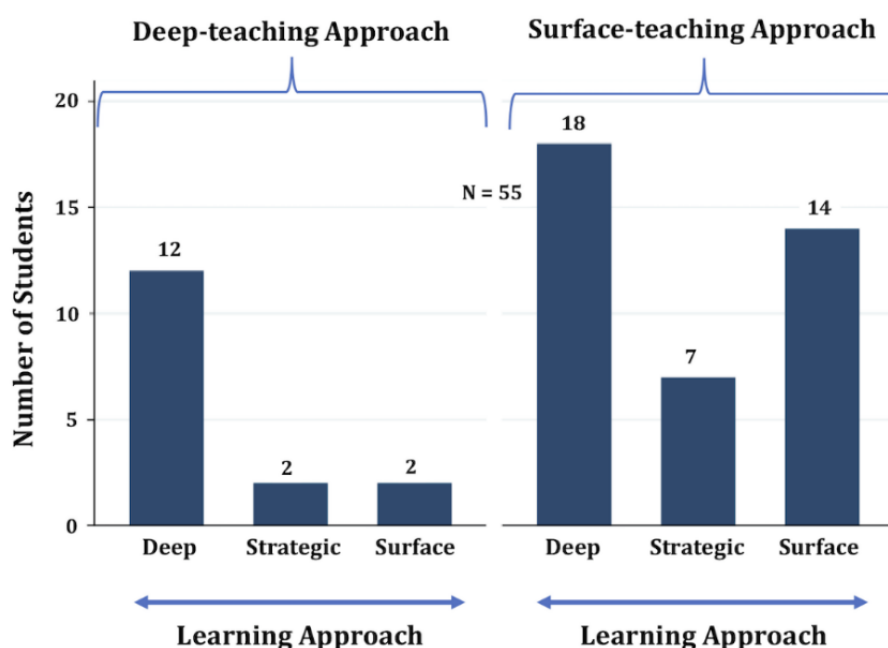 Deep-teaching Approach
Surface-teaching Approach
Number of Students
20
15
10
5
0
12
2
2
N = 55
18
7
14
Deep
Strategic
Surface
Deep
Strategic
Surface
Learning Approach
Learning Approach